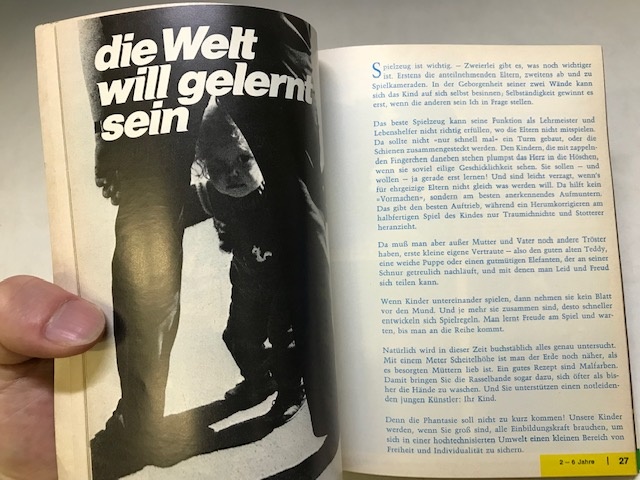 die Welt
will gelernt
sein
Spielzeug ist wichtig. – Zweierlei gibt es, was noch wichtiger
ist. Erstens die anteilnehmenden Eltern, zweitens ab und zu
Spielkameraden. In der Geborgenheit seiner zwei Wände kann
sich das Kind auf sich selbst besinnen; Selbständigkeit gewinnt es
erst, wenn die anderen sein Ich in Frage stellen.
Das beste Spielzeug kann seine Funktion als Lehrmeister und
Lebenshelfer nicht richtig erfüllen, wo die Eltern nicht mitspielen.
Da sollte nicht »nur schnell mal« ein Turm gebaut, oder die
Schienen zusammengesteckt werden. Den Kindern, die mit zappeln-
den Fingerchen daneben stehen plumpst das Herz in die Höschen,
wenn sie soviel eilige Geschicklichkeit sehen. Sie sollen – und
wollen – ja gerade erst lernen! Und sind leicht verzagt, wenn's
für ehrgeizige Eltern nicht gleich was werden will. Da hilft kein
»Vormachen«, sondern am besten anerkennendes Aufmuntern.
Das gibt den besten Auftrieb, während ein Herumkorrigieren am
halbfertigen Spiel des Kindes nur Traumichnichte und Stotterer
heranzieht.
Da muß man aber außer Mutter und Vater noch andere Tröster
haben, erste kleine eigene Vertraute – also den guten alten Teddy,
eine weiche Puppe oder einen gutmütigen Elefanten, der an seiner
Schnur getreulich nachläuft, und mit denen man Leid und Freud
sich teilen kann.
Wenn Kinder untereinander spielen, dann nehmen sie kein Blatt
vor den Mund. Und je mehr sie zusammen sind, desto schneller
entwickeln sich Spielregeln. Man lernt Freude am Spiel und war-
ten, bis man an die Reihe kommt.
Natürlich wird in dieser Zeit buchstäblich alles genau untersucht.
Mit einem Meter Scheitelhöhe ist man der Erde noch näher, als
es besorgten Müttern lieb ist. Ein gutes Rezept sind Malfarben.
Damit bringen Sie die Rasselbande sogar dazu, sich öfter als bis-
her die Hände zu waschen. Und Sie unterstützen einen notleiden-
den jungen Künstler: Ihr Kind.
Denn die Phantasie soll nicht zu kurz kommen! Unsere Kinder
werden, wenn Sie groß sind, alle Einbildungskraft brauchen, um
sich in einer hochtechnisierten Umwelt einen kleinen Bereich von
Freiheit und Individualität zu sichern.
2 – 6 Jahre | 27